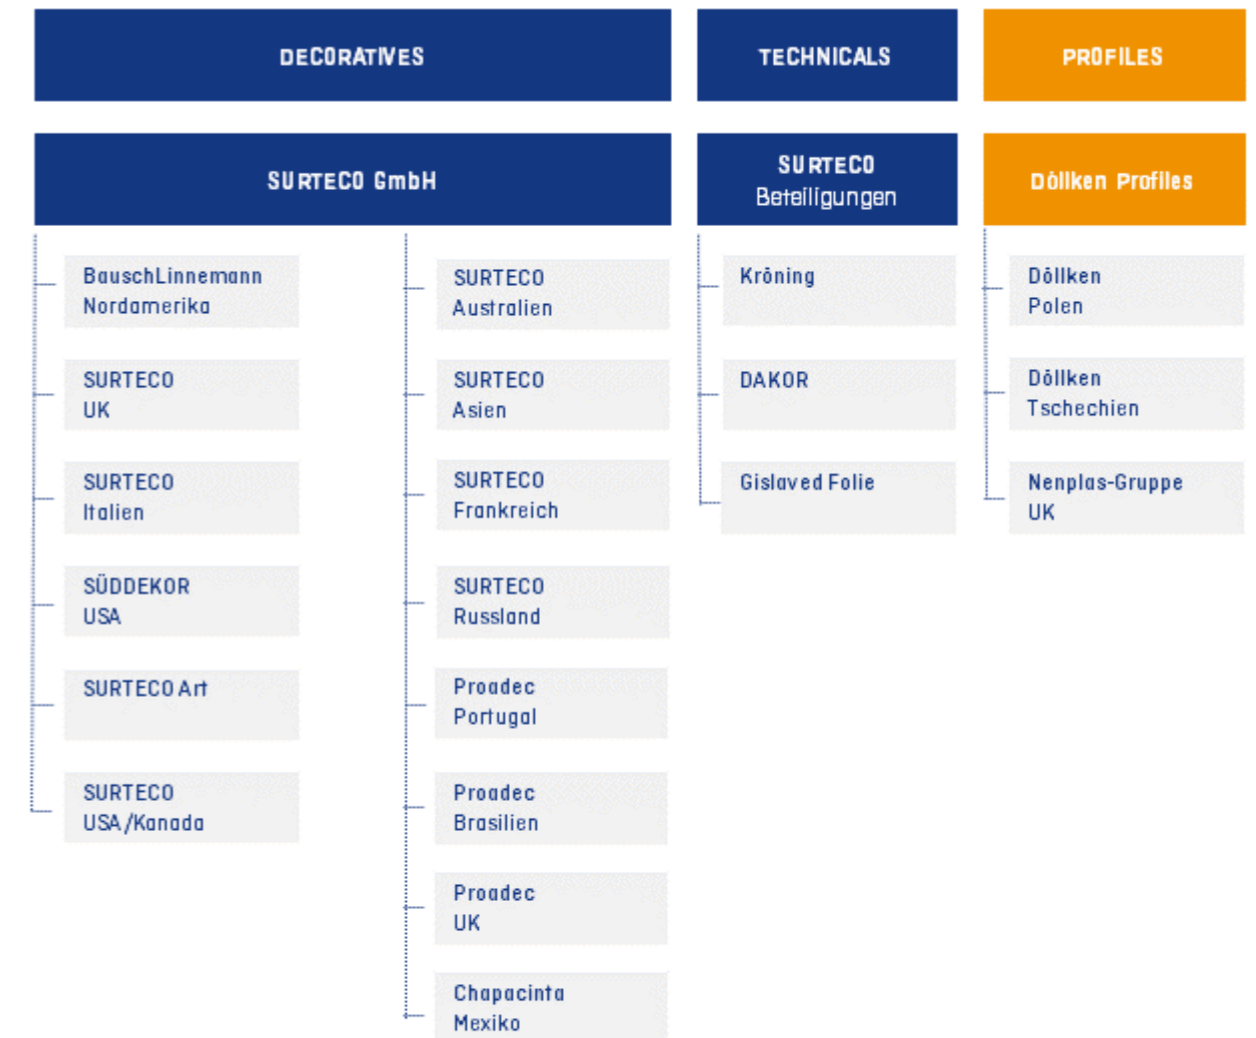 DECORATIVES
SURTECO GmbH
BauschLinnemann
Nordamerika
SURTECO
UK
SURTECO
Italien
SÜDDEKOR
USA
SURTECO Art
SURTECO
USA/Kanada
SURTECO
Australien
SURTECO
Asien
SURTECO
Frankreich
SURTECO
Russland
Proadec
Portugal
Proadec
Brasilien
Proadec
UK
Chapacinta
Mexiko
TECHNICALS
SURTECO
Beteiligungen
Kröning
DAKOR
Gislaved Folie
PROFILES
Döllken Profiles
Döllken
Polen
Döllken
Tschechien
Nenplas-Gruppe
UK